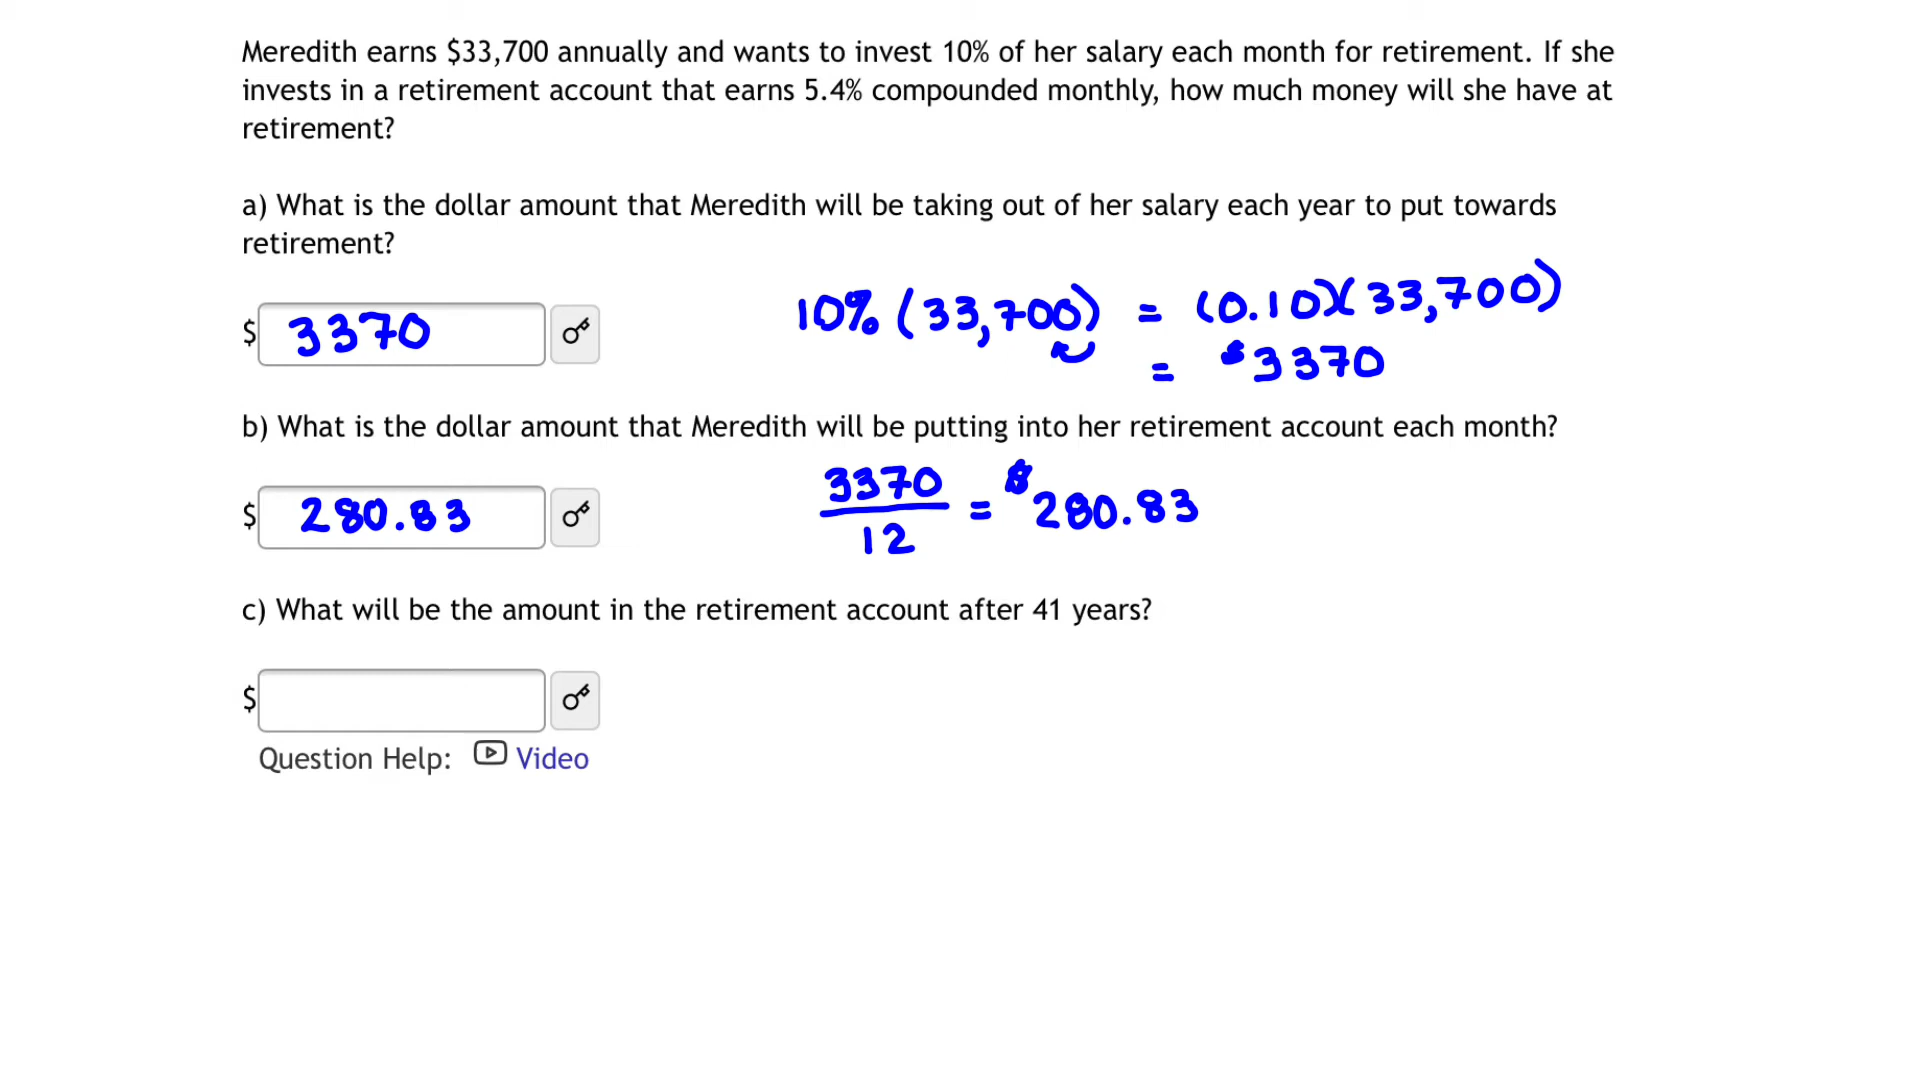 Meredith earns $33,700 annually and wants to invest 10% of her salary each month for retirement. If she
invests in a retirement account that earns 5.4% compounded monthly, how much money will she have at
retirement?
a) What is the dollar amount that Meredith will be taking out of her salary each year to put towards
retirement?
$ 3370
10% (33,700) = (0.10)(33,700)
= $3370
b) What is the dollar amount that Meredith will be putting into her retirement account each month?
$ 280.83
3370
= $280.83
12
c) What will be the amount in the retirement account after 41 years?
$
Question Help: Video